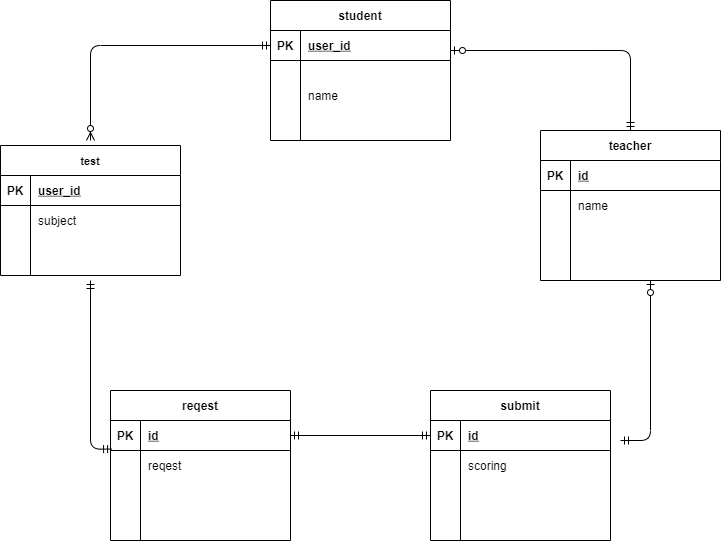 student
PK user_id
name
teacher
PK id
name
test
PK user_id
subject
reqest
PK id
reqest
submit
PK id
scoring